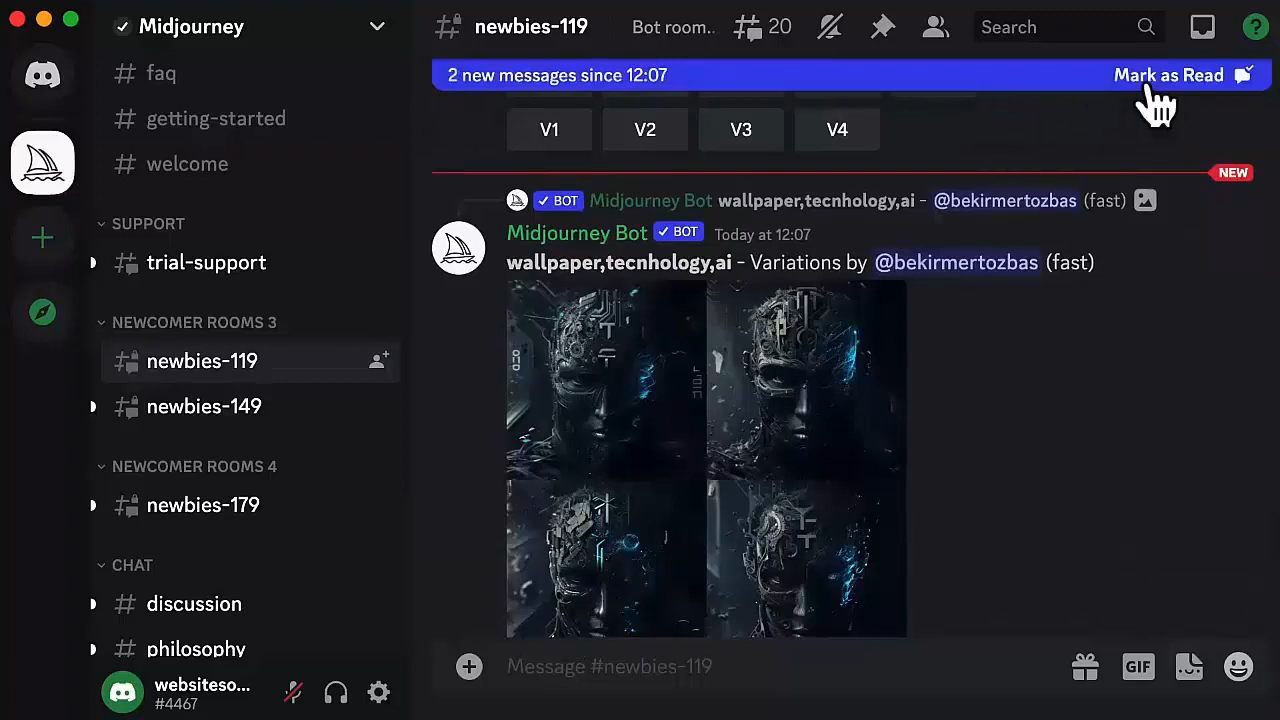 Midjourney
faq
getting-started
welcome
SUPPORT
trial-support
NEWCOMER ROOMS 3
newbies-119
newbies-149
NEWCOMER ROOMS 4
newbies-179
CHAT
discussion
philosophy
websiteso...
#4467
newbies-119 Bot room.. 20 Search
2 new messages since 12:07 Mark as Read
V1 V2 V3 V4
NEW
BOT Midjourney Bot wallpaper,tecnhology,ai - @bekirmertozbas (fast)
Midjourney Bot BOT Today at 12:07
wallpaper,tecnhology,ai - Variations by @bekirmertozbas (fast)
Message #newbies-119 GIF